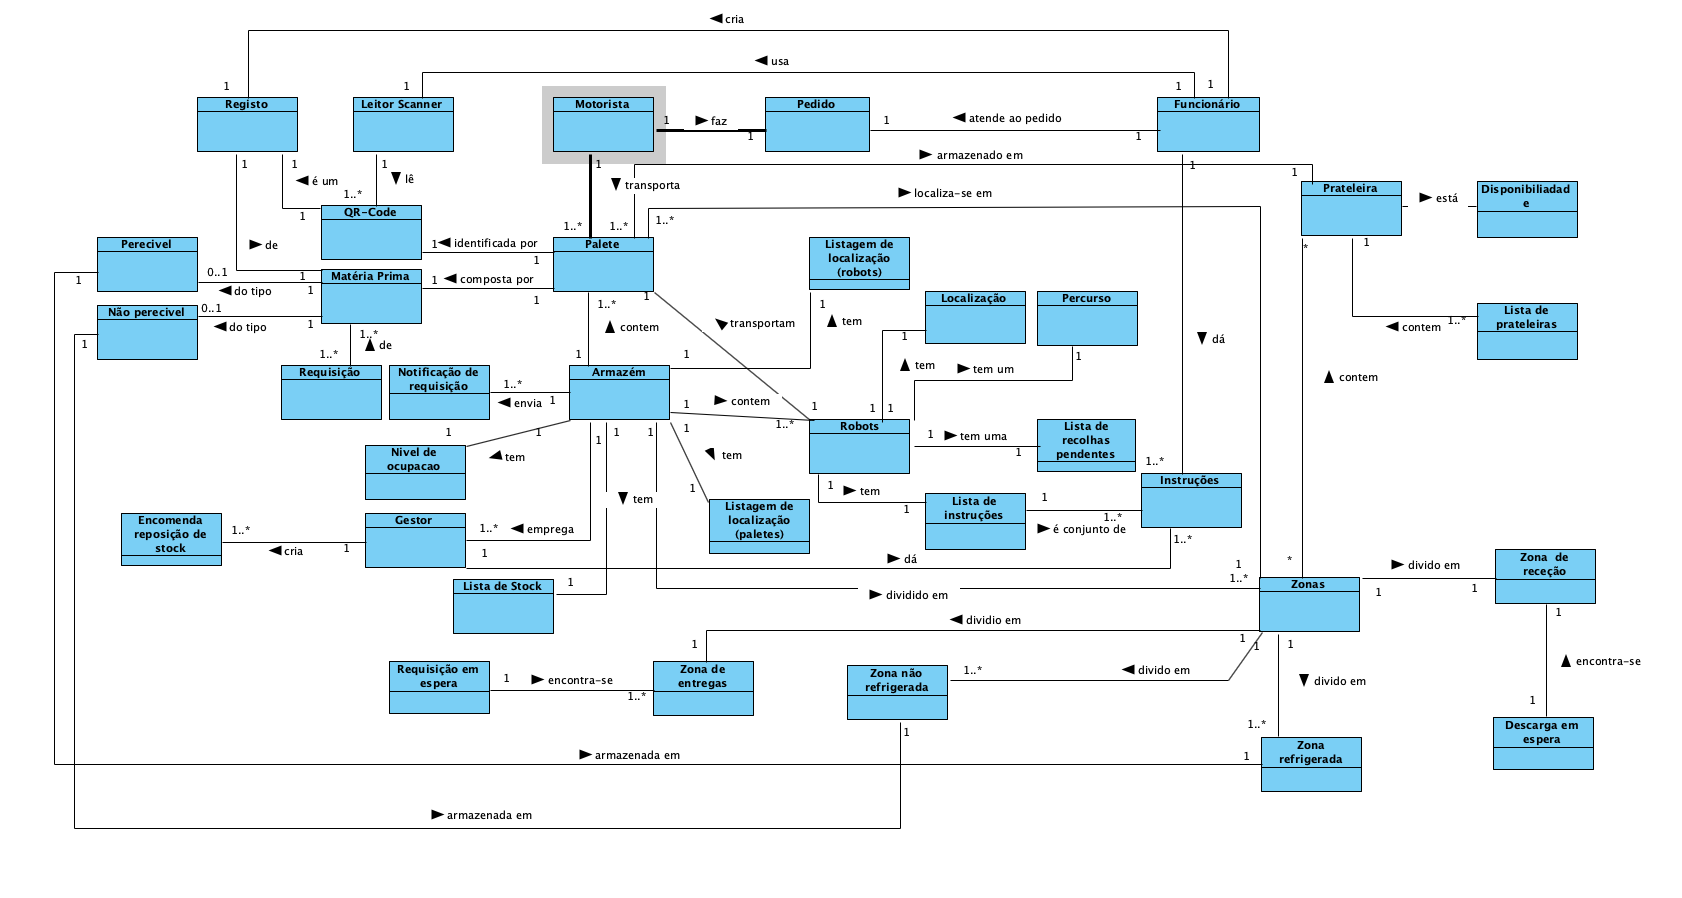 ◄ cria
◄ usa
1
1
1
1
Registo
Leitor Scanner
Motorista
Pedido
Funcionário
1
► faz
1
1
◄ atende ao pedido
1
1
1
1
1
1
► armazenado em
◄ é um
▼ lê
▼ transporta
1
Prateleira
► está
Disponibiliadad
e
1..*
► localiza-se em
1
QR-Code
1..*
1..*
1..*
Perecivel
► de
1
◄ identificada por
1
Palete
Listagem de
localização
(robots)
*
1
1
0..1
◄ do tipo
1
1
Matéria Prima
1
◄ composta por
1
1..*
1
Localização
Percurso
Não perecivel
0..1
◄ do tipo
1
1..*
▲ de
▲ contem
◄ transportam
1
▲ tem
1
1
Lista de
prateleiras
◄ contem
1..*
1
1..*
1
1
▲ tem
► tem um
▼ dá
▲ contem
Requisição
Notificação de
requisição
1..*
◄ envia
1
Armazém
1
► contem
1..*
1
1
1
Robots
1
► tem uma
1
Lista de
recolhas
pendentes
1
1
◄ tem
Nivel de
ocupacao
1
1
1
1
▼ tem
1
▼ tem
1
► tem
1
Lista de
instruções
1
► é conjunto de
1..*
1..*
Instruções
1..*
Encomenda
reposição de
stock
1..*
◄ cria
1
Gestor
1..*
◄ emprega
1
► dá
Listagem de
localização
(paletes)
Lista de Stock
1
► dividido em
1
1..*
*
Zonas
1
► divido em
1
Zona de
receção
1
◄ dividio em
1
1
1
1
▲ encontra-se
1
Requisição em
espera
1
► encontra-se
1..*
Zona de
entregas
Zona não
refrigerada
1..*
◄ divido em
▼ divido em
1..*
1
► armazenada em
1
Zona
refrigerada
Descarga em
espera
► armazenada em